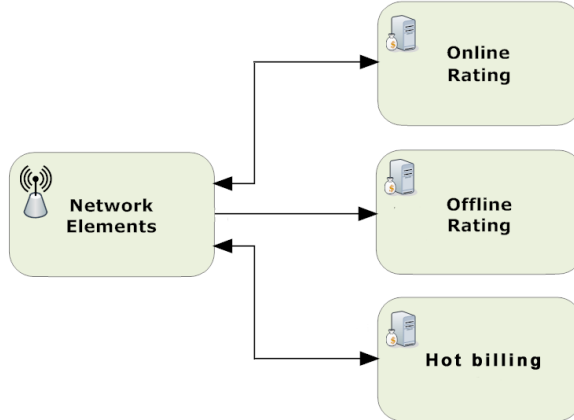 Online
Rating
Network
Elements
Offline
Rating
Hot billing